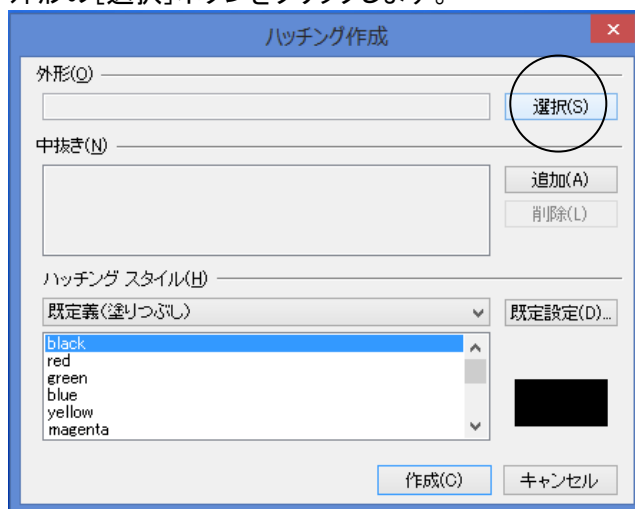 外形の[選択]ボタンをクリックします。
ハッチング作成
外形(O)
選択(S)
中抜き(N)
追加(A)
削除(L)
ハッチング スタイル(H)
既定義(塗りつぶし)
既定設定(D)...
black
red
green
blue
yellow
magenta
作成(C)
キャンセル